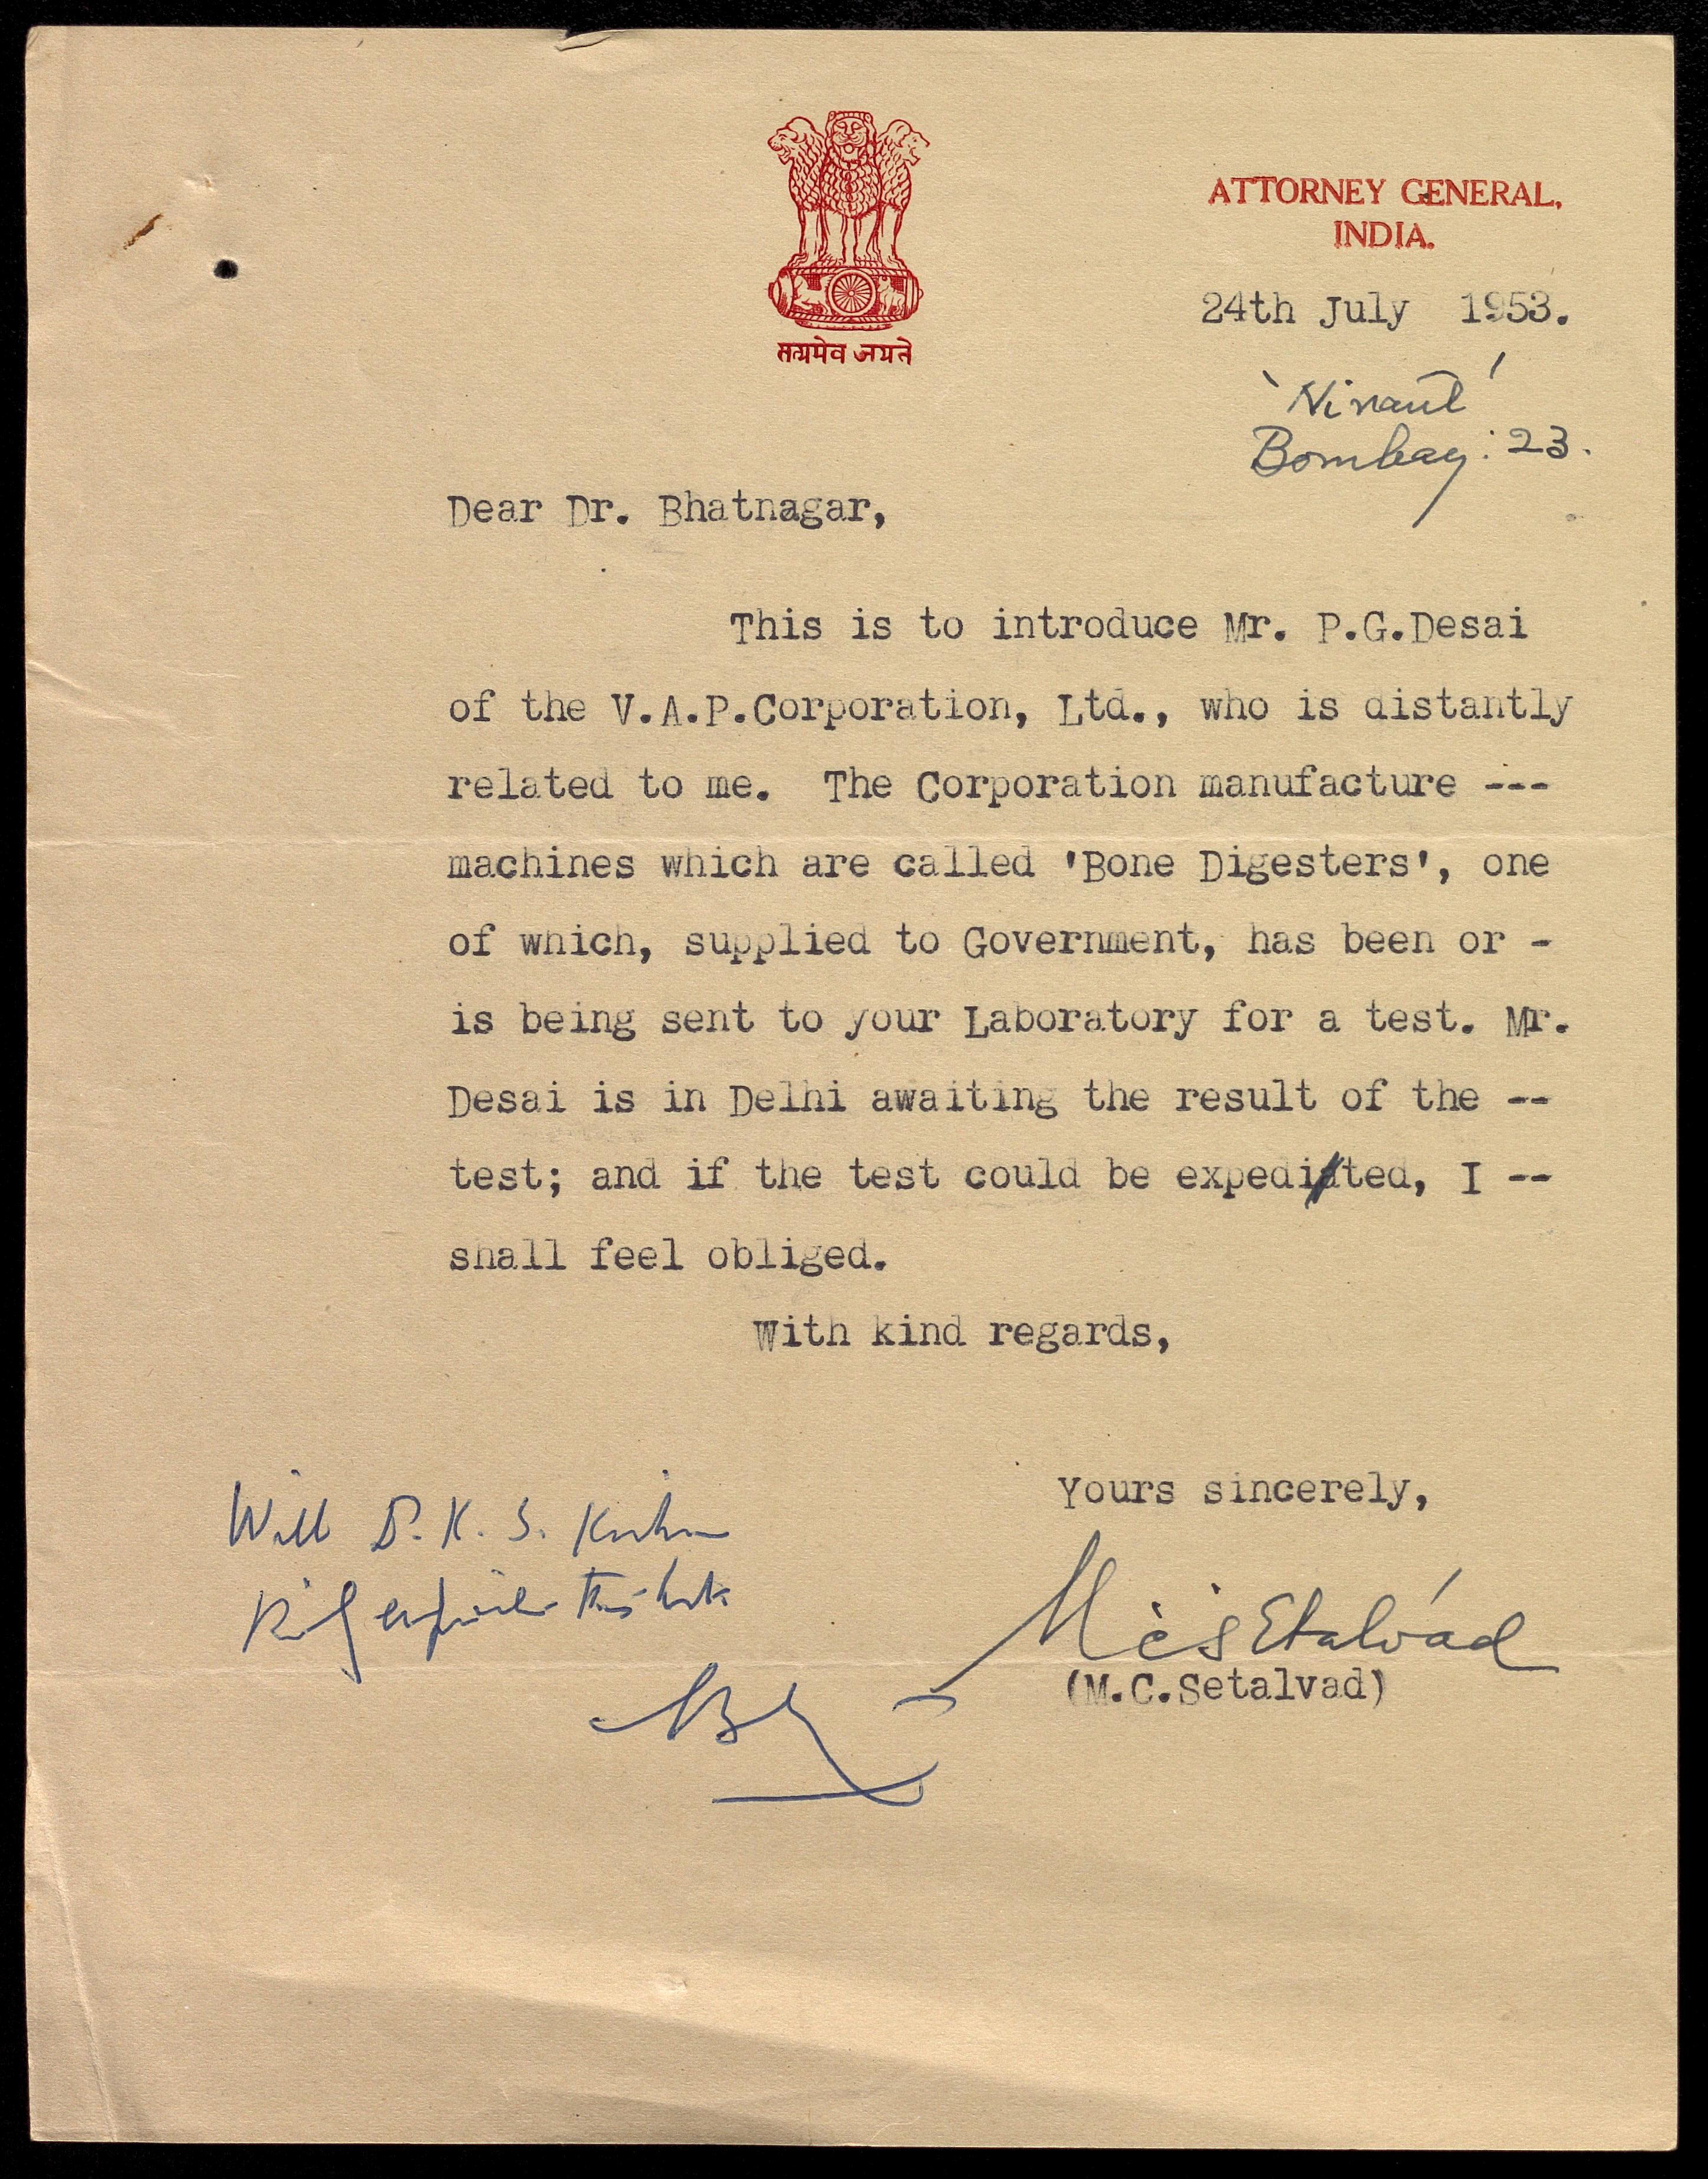 सत्यमेव जयते
ATTORNEY GENERAL,
INDIA.
24th July 1953.
'Nirant'
Bombay: 23.
Dear Dr. Bhatnagar,
This is to introduce Mr. P.G.Desai
of the V.A.P.Corporation, Ltd., who is distantly
related to me. The Corporation manufacture ---
machines which are called 'Bone Digesters', one
of which, supplied to Government, has been or -
is being sent to your Laboratory for a test. Mr.
Desai is in Delhi awaiting the result of the --
test; and if the test could be expedited, I --
shall feel obliged.
With kind regards,
Yours sincerely,
M C Setalvad
(M.C.Setalvad)
Will D. K. S.
this